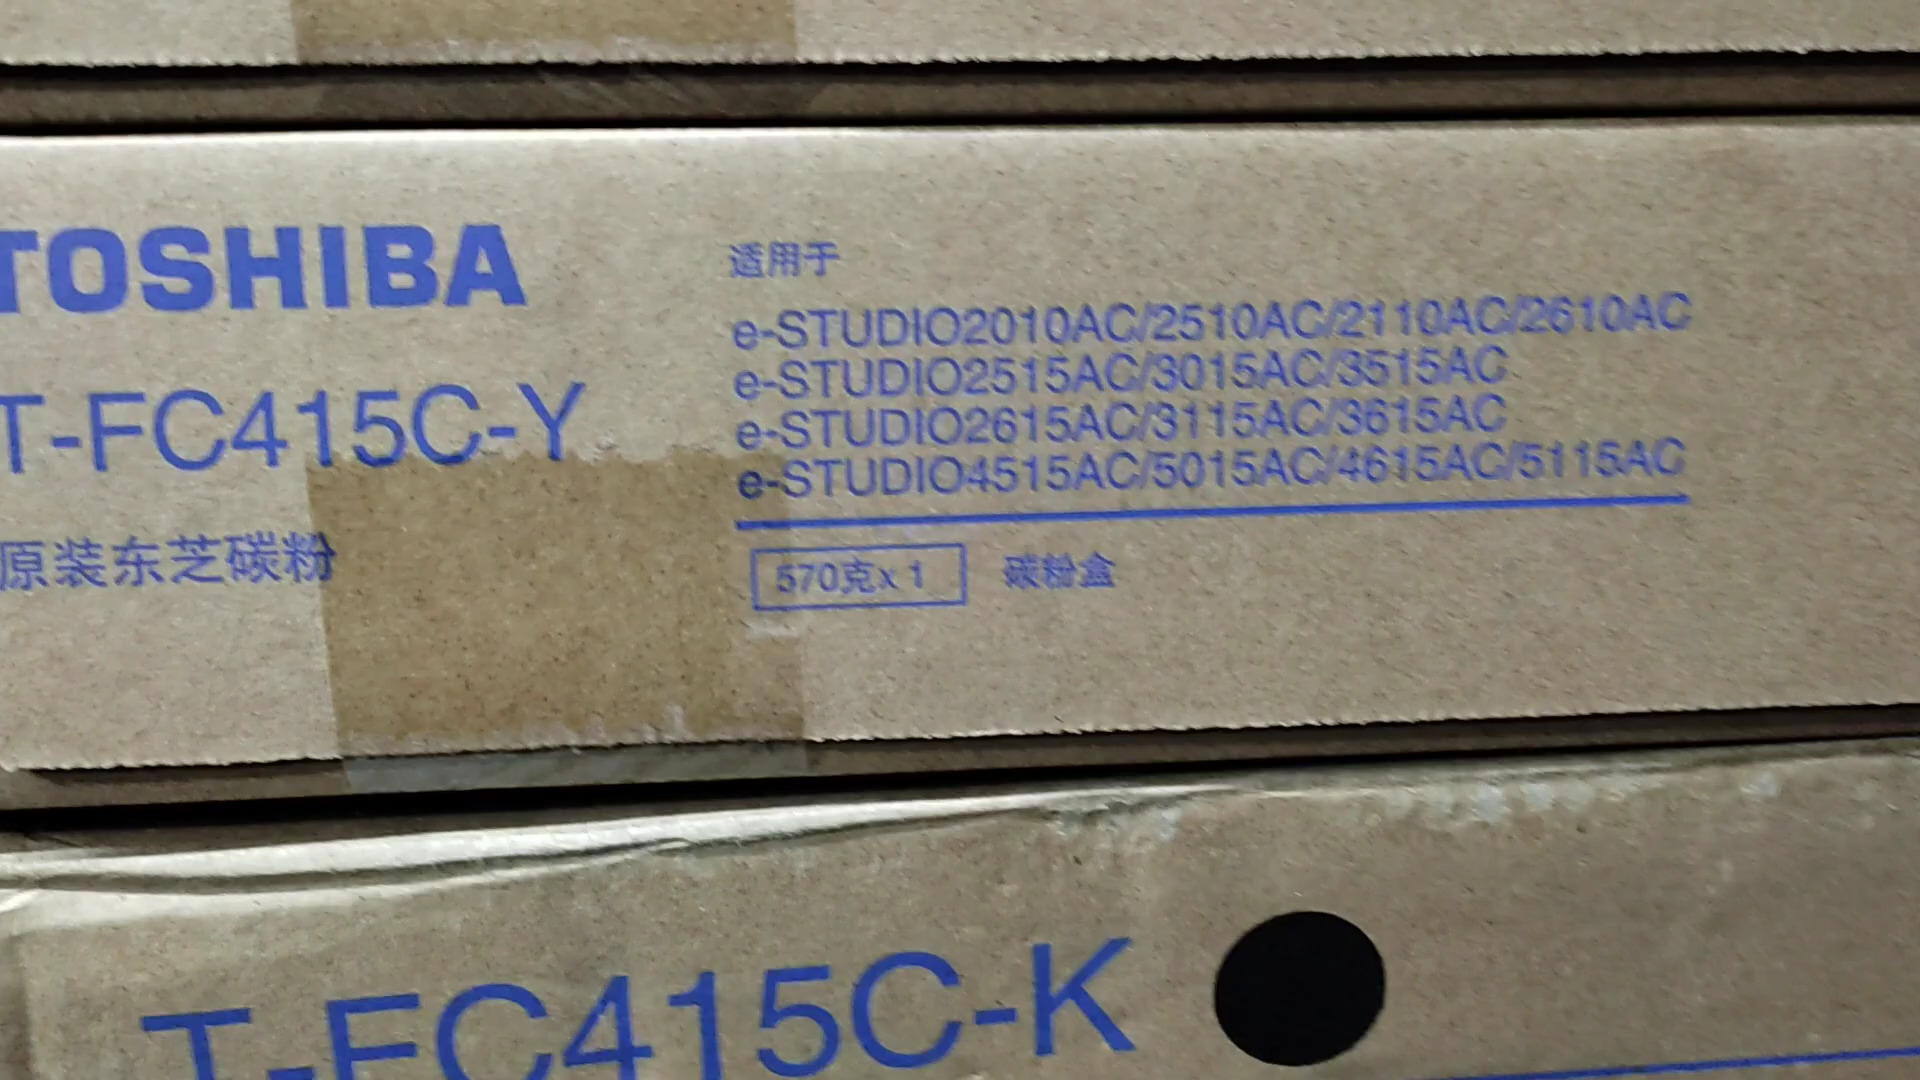 TOSHIBA
T-FC415C-Y
原装东芝碳粉
适用于
e-STUDIO2010AC/2510AC/2110AC/2610AC
e-STUDIO2515AC/3015AC/3515AC
e-STUDIO2615AC/3115AC/3615AC
e-STUDIO4515AC/5015AC/4615AC/5115AC
570克x1
碳粉盒
T-FC415C-K